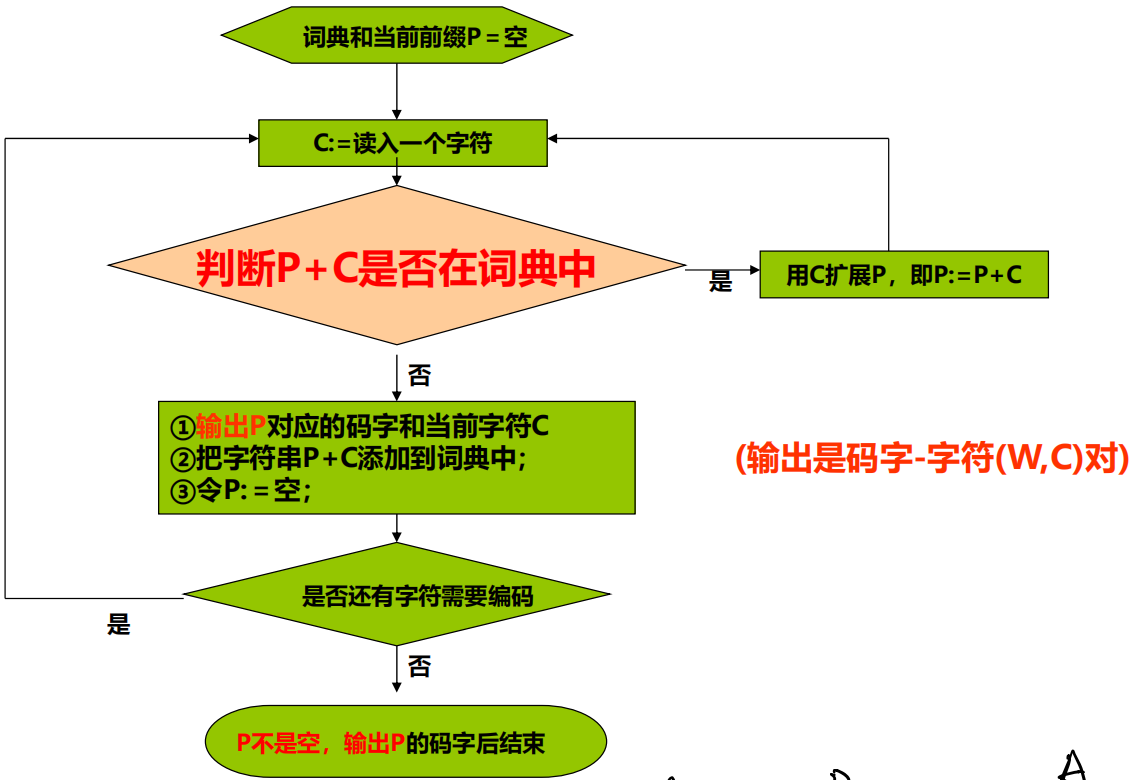 词典和当前前缀P=空
C:=读入一个字符
判断P+C是否在词典中
是
用C扩展P，即P:=P+C
否
①输出P对应的码字和当前字符C
②把字符串P+C添加到词典中;
③令P:=空;
(输出是码字-字符(W,C)对)
是否还有字符需要编码
是
否
P不是空，输出P的码字后结束